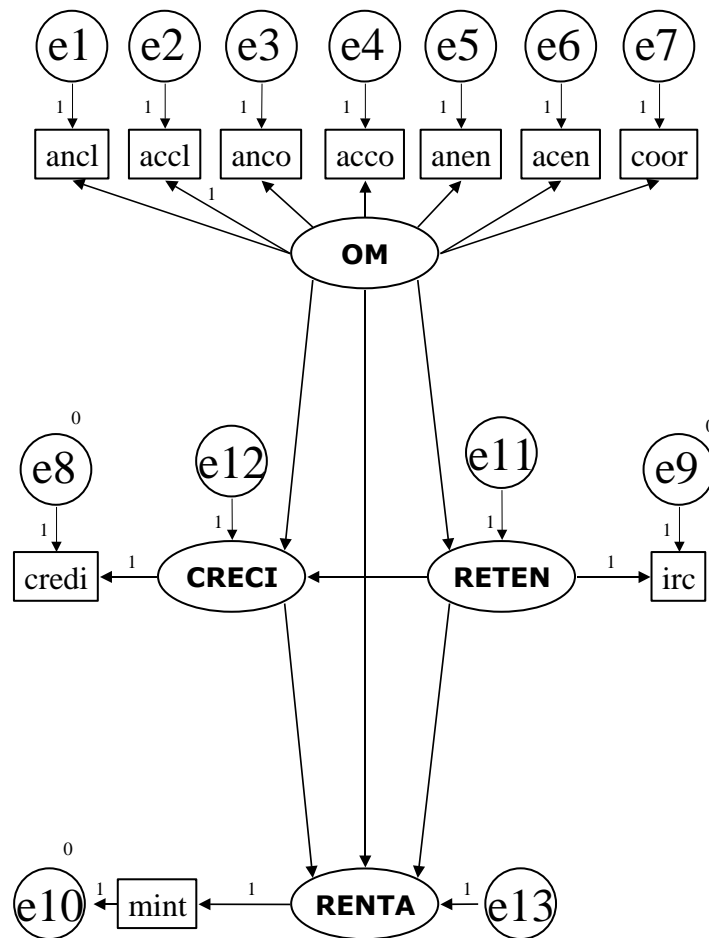 e1 e2 e3 e4 e5 e6 e7
1 1 1 1 1 1 1
ancl accl anco acco anen acen coor
1
OM
0 0
e8 e12 e11 e9
1 1 1 1
credi 1 CRECI RETEN 1 irc
0
e10 1 mint 1 RENTA 1 e13